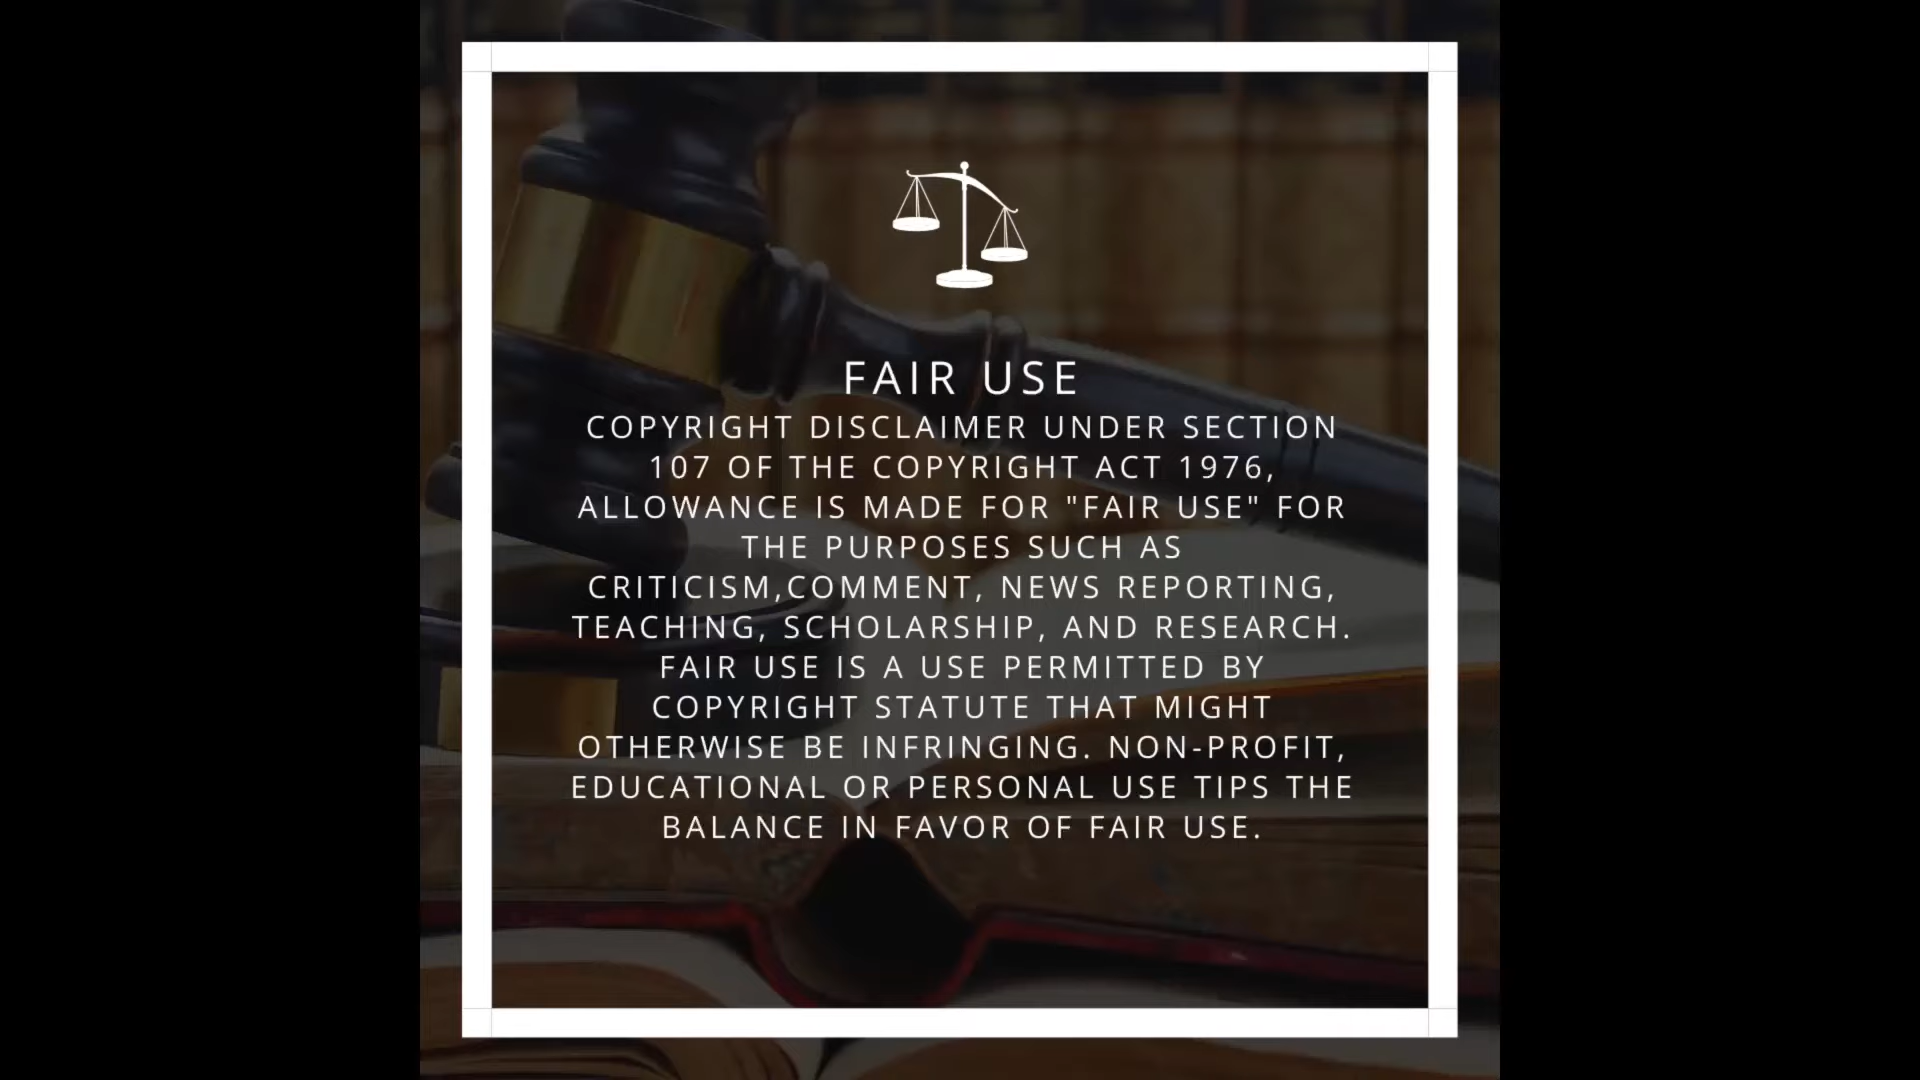 FAIR USE
COPYRIGHT DISCLAIMER UNDER SECTION
107 OF THE COPYRIGHT ACT 1976,
ALLOWANCE IS MADE FOR "FAIR USE" FOR
THE PURPOSES SUCH AS
CRITICISM,COMMENT, NEWS REPORTING,
TEACHING, SCHOLARSHIP, AND RESEARCH.
FAIR USE IS A USE PERMITTED BY
COPYRIGHT STATUTE THAT MIGHT
OTHERWISE BE INFRINGING. NON-PROFIT,
EDUCATIONAL OR PERSONAL USE TIPS THE
BALANCE IN FAVOR OF FAIR USE.